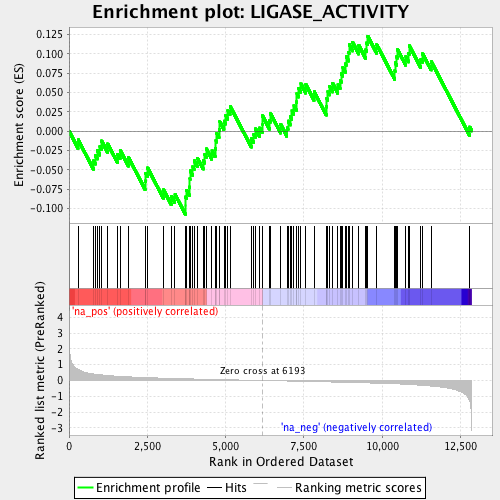 Enrichment plot: LIGASE_ACTIVITY
Enrichment score (ES)
0.125
0.100
0.075
0.050
0.025
0.000
-0.025
-0.050
-0.075
-0.100
'na_pos' (positively correlated)
Ranked list metric (PreRanked)
4
3
2
1
0
-1
-2
-3
Zero cross at 6193
'na_neg' (negatively correlated)
0
2,500
5,000
7,500
10,000
12,500
Rank in Ordered Dataset
Enrichment profile
Hits
Ranking metric scores